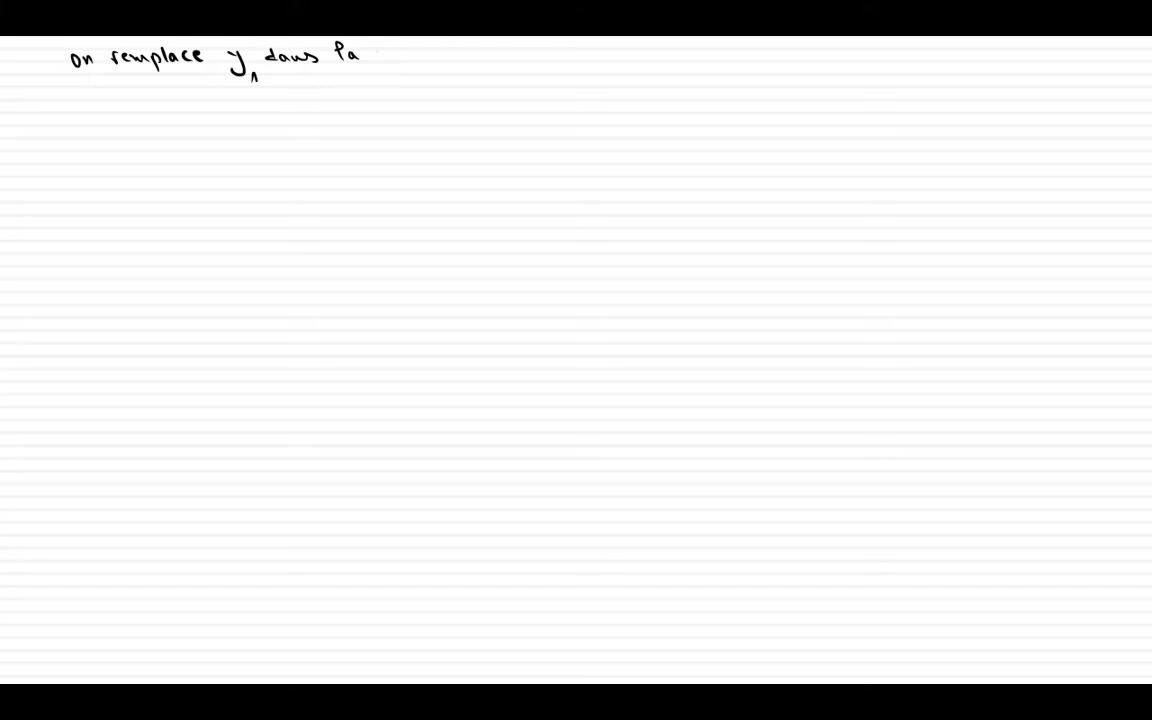 on remplace y₁ dans la